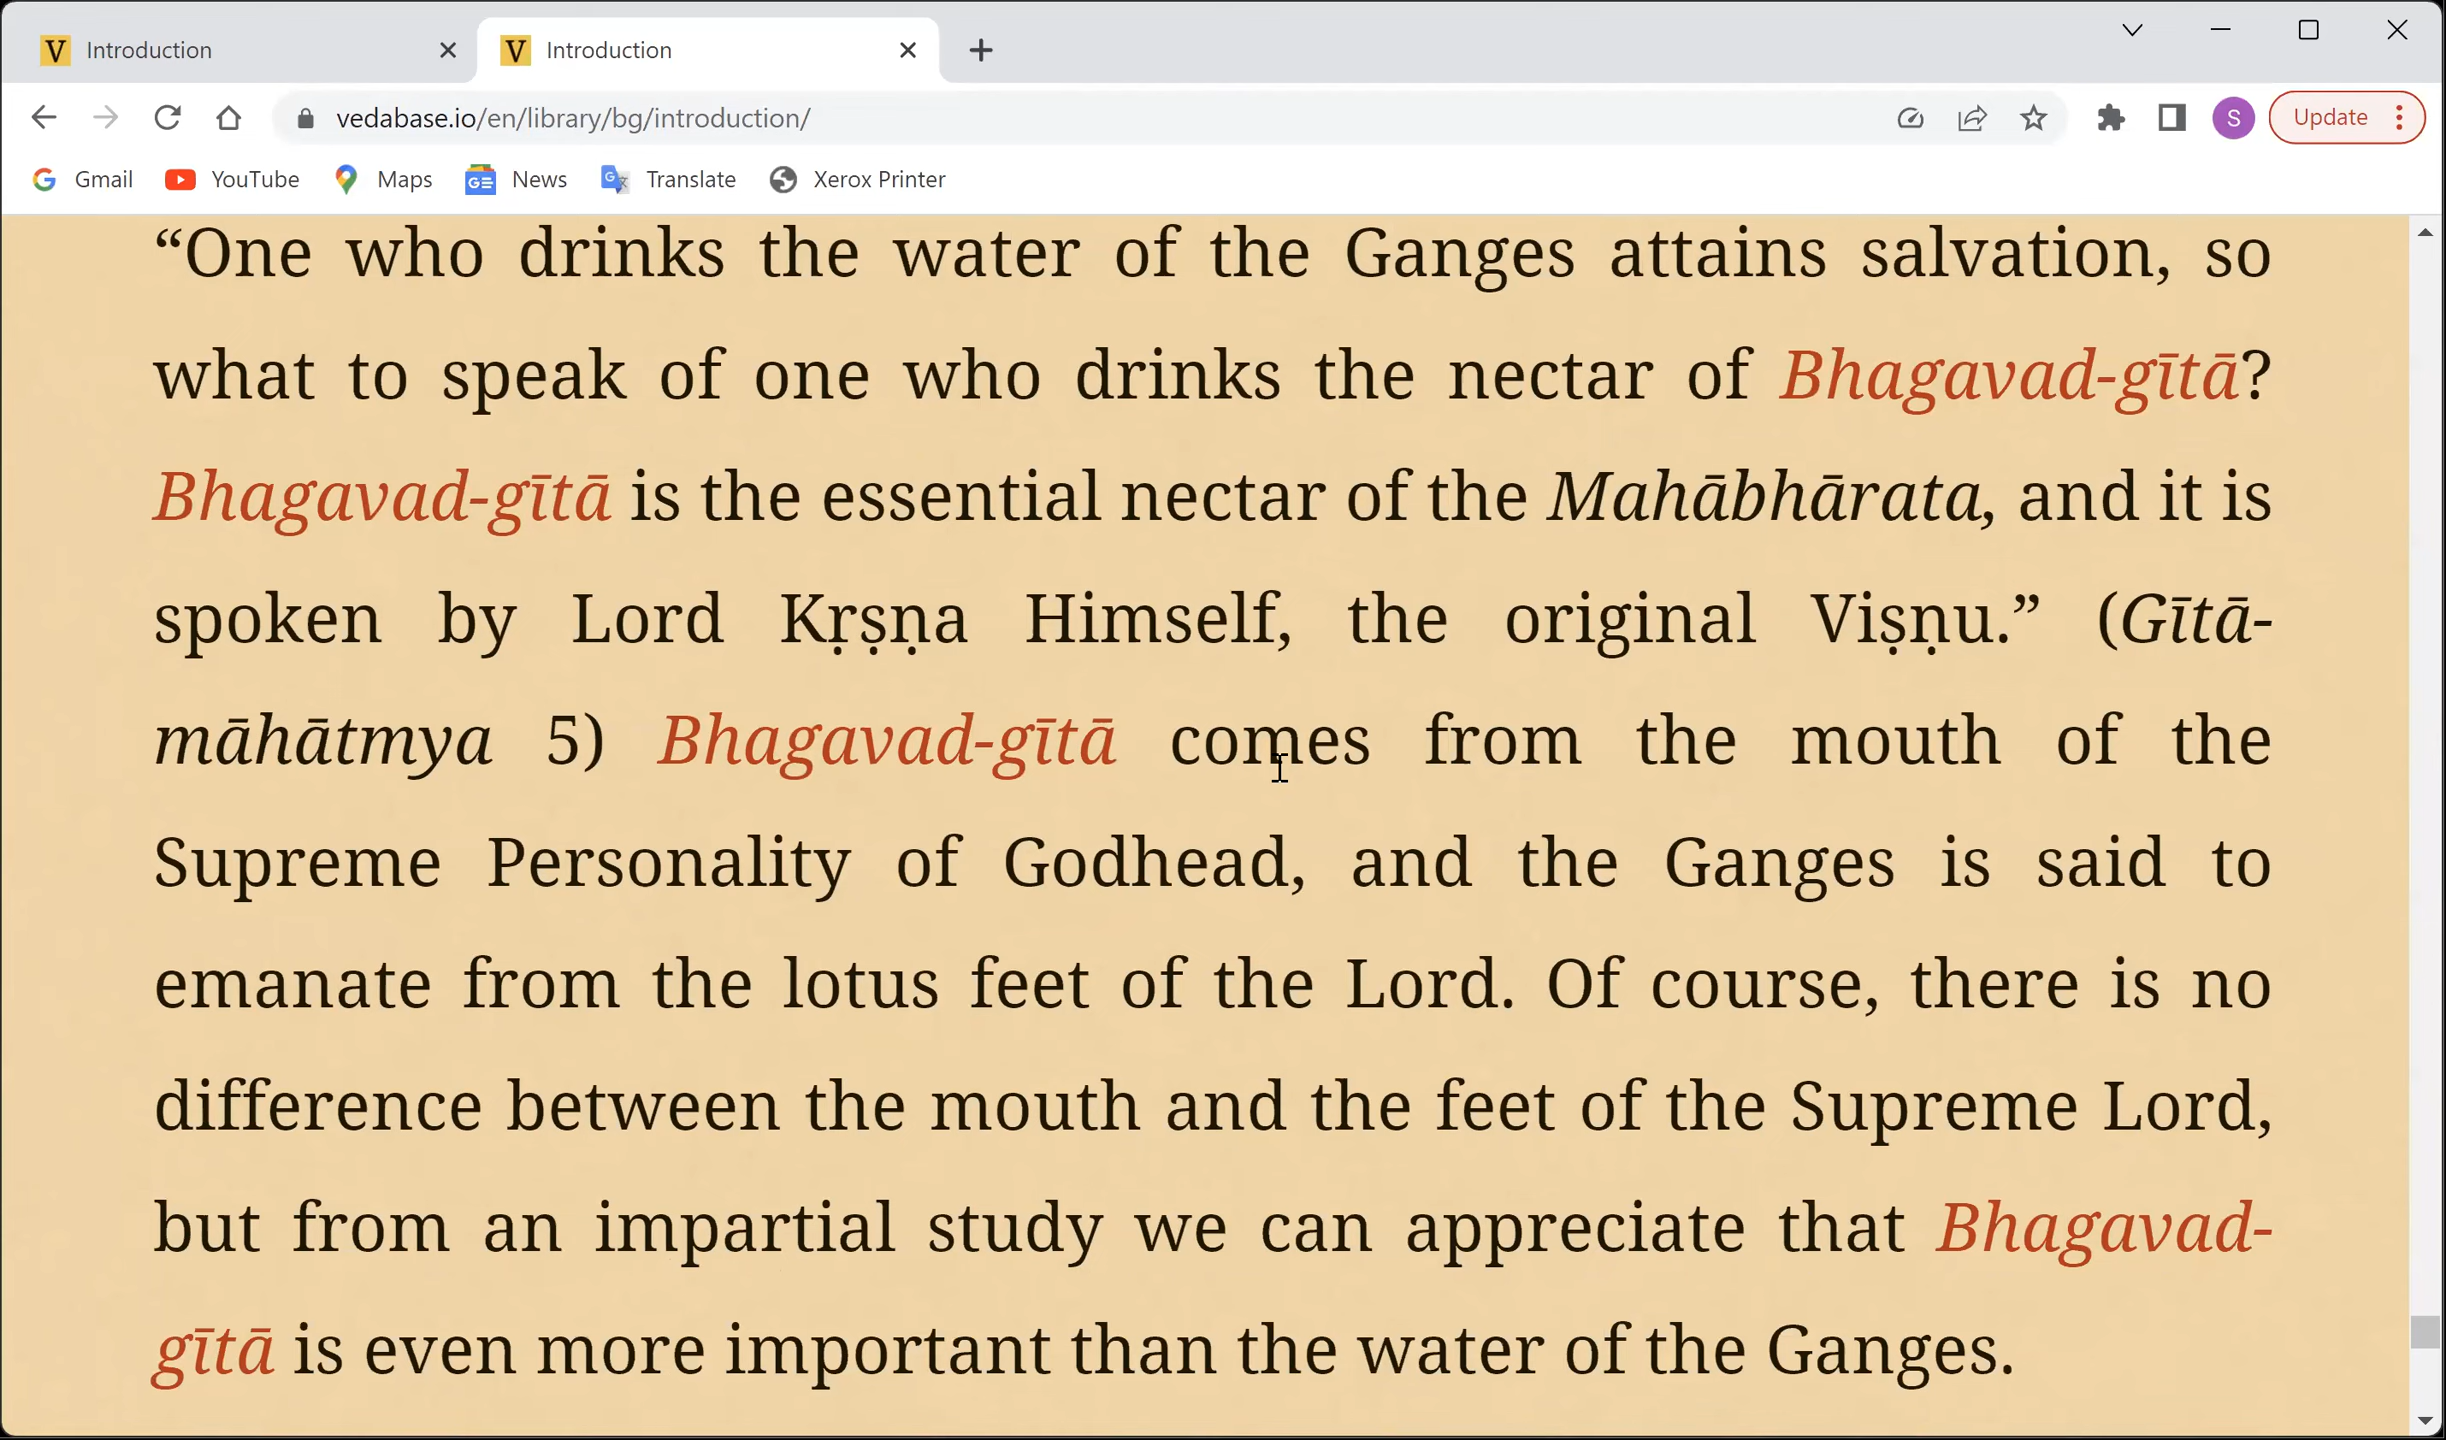 Introduction
Introduction
vedabase.io/en/library/bg/introduction/
S
Update
Gmail
YouTube
Maps
News
Translate
Xerox Printer
“One who drinks the water of the Ganges attains salvation, so
what to speak of one who drinks the nectar of Bhagavad-gītā?
Bhagavad-gītā is the essential nectar of the Mahābhārata, and it is
spoken by Lord Kṛṣṇa Himself, the original Viṣṇu.” (Gītā-
māhātmya 5) Bhagavad-gītā comes from the mouth of the
Supreme Personality of Godhead, and the Ganges is said to
emanate from the lotus feet of the Lord. Of course, there is no
difference between the mouth and the feet of the Supreme Lord,
but from an impartial study we can appreciate that Bhagavad-
gītā is even more important than the water of the Ganges.